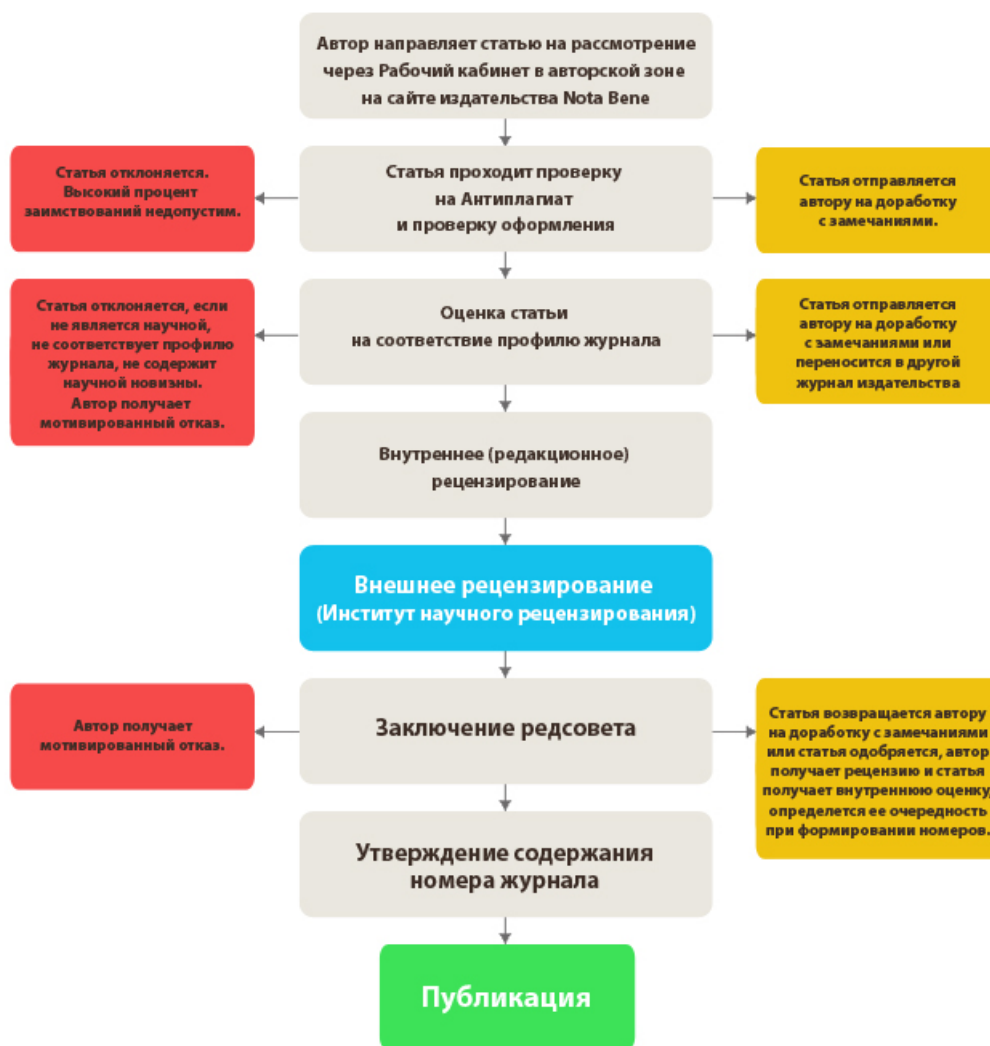 Автор направляет статью на рассмотрение
через Рабочий кабинет в авторской зоне
на сайте издательства Nota Bene
Статья отклоняется.
Высокий процент
заимствований недопустим.
Статья проходит проверку
на Антиплагиат
и проверку оформления
Статья отправляется
автору на доработку
с замечаниями.
Статья отклоняется, если
не является научной,
не соответствует профилю
журнала, не содержит
научной новизны.
Автор получает
мотивированный отказ.
Оценка статьи
на соответствие профилю журнала
Статья отправляется
автору на доработку
с замечаниями или
переносится в другой
журнал издательства
Внутреннее (редакционное)
рецензирование
Внешнее рецензирование
(Институт научного рецензирования)
Автор получает
мотивированный отказ.
Заключение редсовета
Статья возвращается автору
на доработку с замечаниями
или статья одобряется, автор
получает рецензию и статья
получает внутреннюю оценку,
определется ее очередность
при формировании номеров.
Утверждение содержания
номера журнала
Публикация